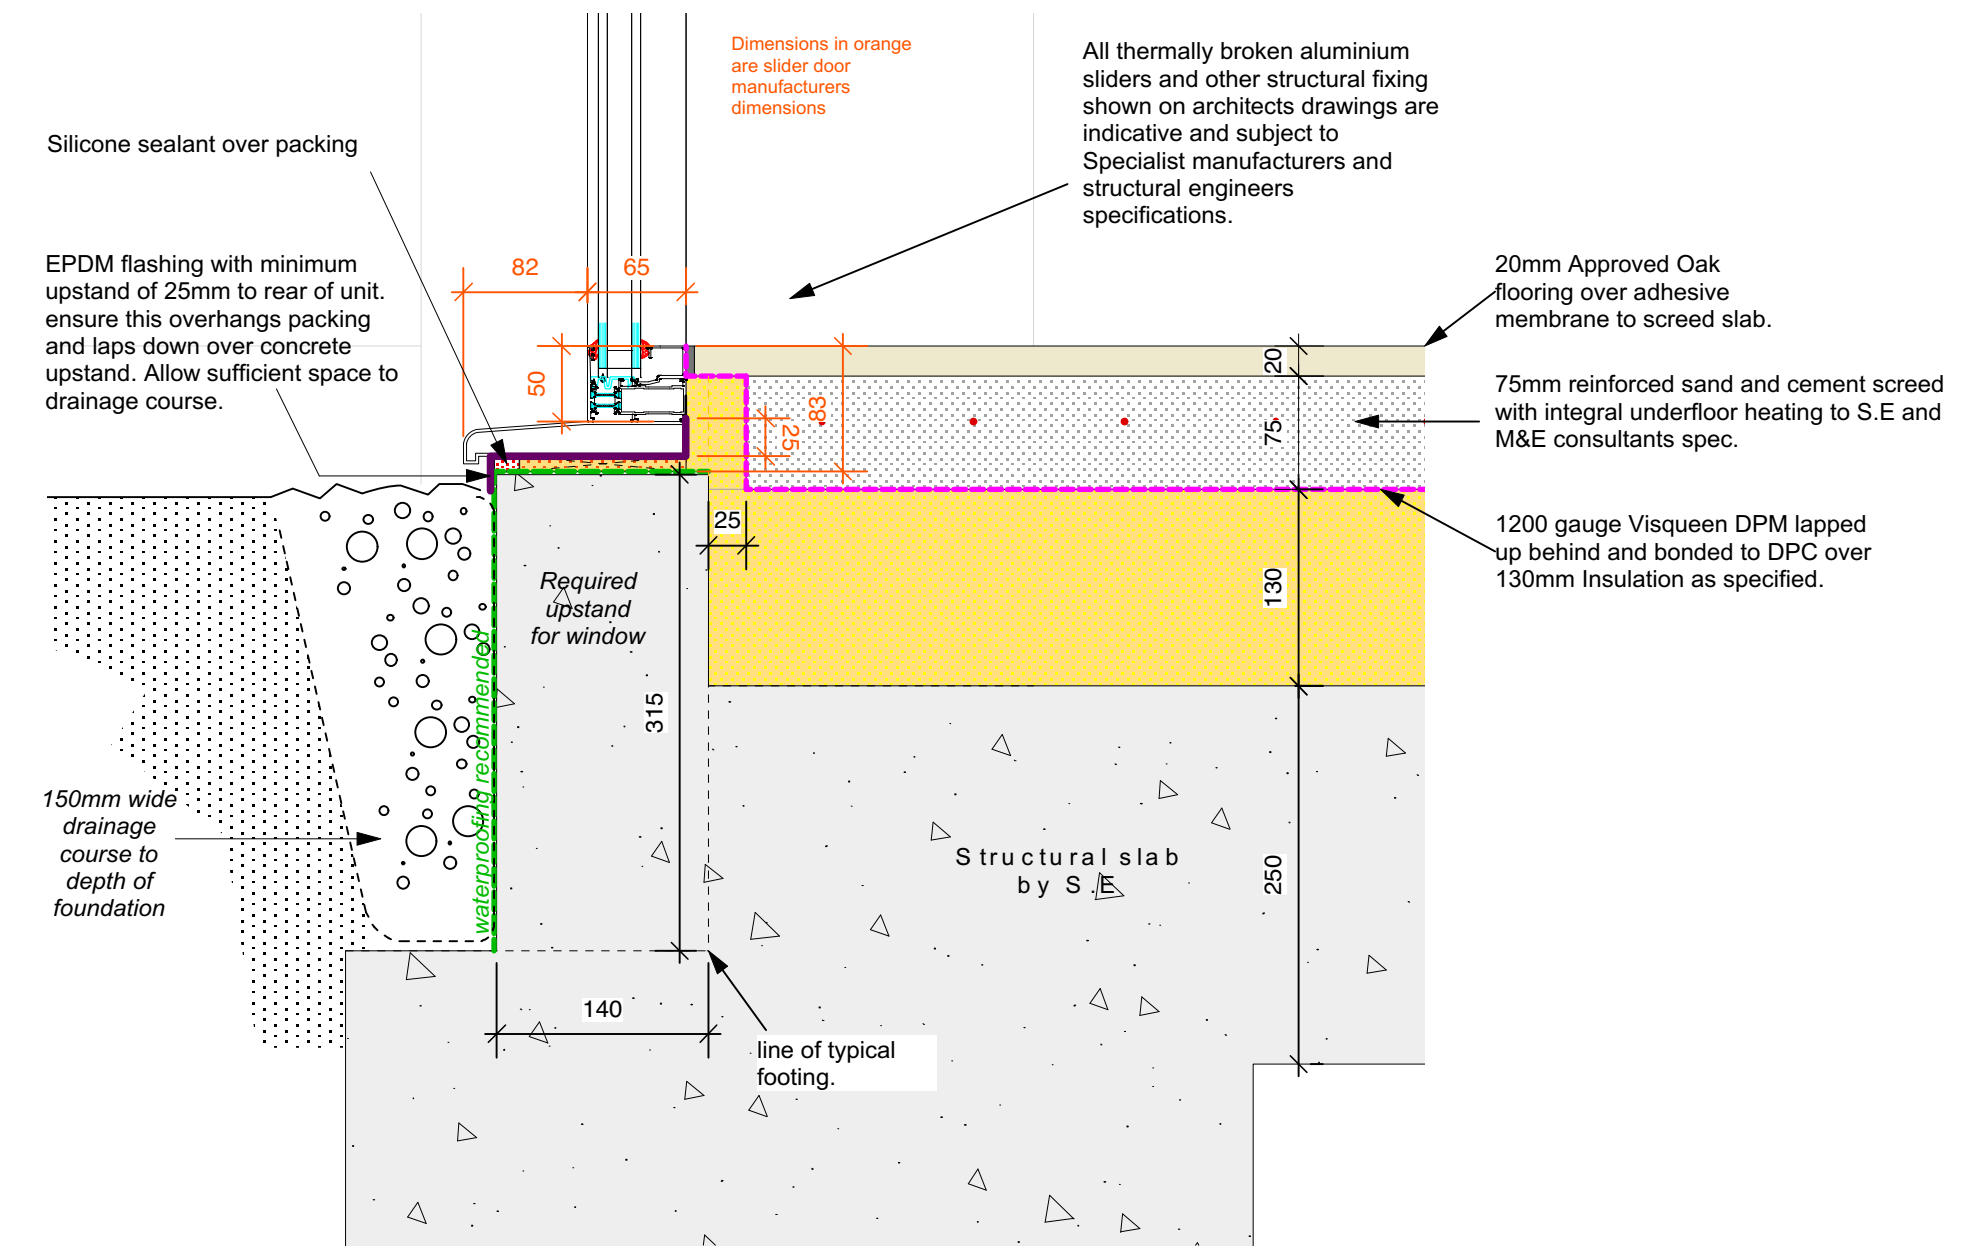 Dimensions in orange
are slider door
manufacturers
dimensions
All thermally broken aluminium
sliders and other structural fixing
shown on architects drawings are
indicative and subject to
Specialist manufacturers and
structural engineers
specifications.
Silicone sealant over packing
EPDM flashing with minimum
upstand of 25mm to rear of unit.
ensure this overhangs packing
and laps down over concrete
upstand. Allow sufficient space to
drainage course.
82
65
50
83
25
20mm Approved Oak
flooring over adhesive
membrane to screed slab.
20
75mm reinforced sand and cement screed
with integral underfloor heating to S.E and
M&E consultants spec.
75
25
1200 gauge Visqueen DPM lapped
up behind and bonded to DPC over
130mm Insulation as specified.
130
Required
upstand
for window
315
waterproofing recommended
150mm wide
drainage
course to
depth of
foundation
Structural slab
by S.E
250
140
line of typical
footing.